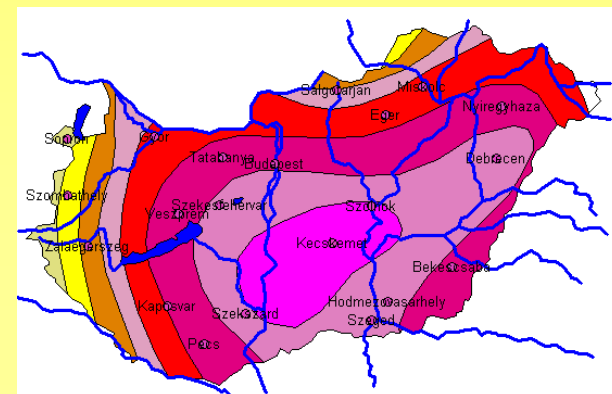 Salgotarjan
Miskolc
Nyiregyhaza
Eger
Sopron
Gyor
Tatabanya
Budapest
Debrecen
Szombathely
Szekesfehervar
Szolnok
Veszprem
Zalaegerszeg
Kecskemet
Bekescsaba
Kaposvar
Szekszard
Hodmezovasarhely
Szeged
Pecs